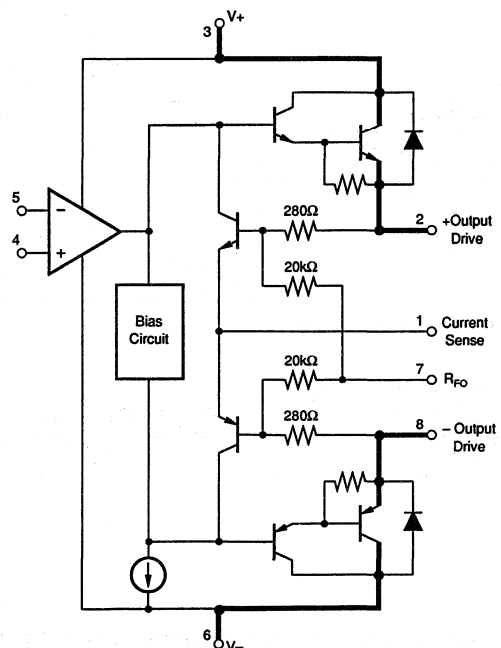 V+
3
5
−
4
+
280Ω
2
+Output
Drive
20kΩ
Bias
Circuit
1
Current
Sense
20kΩ
7
RFO
280Ω
8
– Output
Drive
6
V–